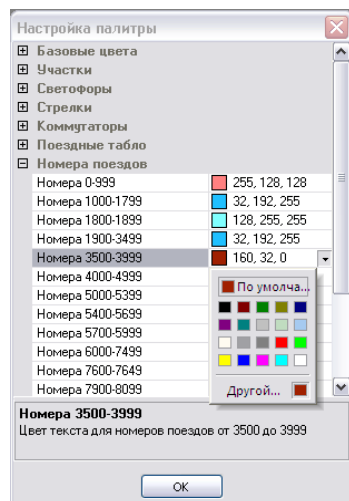 Настройка палитры
Базовые цвета
Участки
Светофоры
Стрелки
Коммутаторы
Поездные табло
Номера поездов
Номера 0-999 255, 128, 128
Номера 1000-1799 32, 192, 255
Номера 1800-1899 128, 255, 255
Номера 1900-3499 32, 192, 255
Номера 3500-3999 160, 32, 0
Номера 4000-4999
Номера 5000-5399
Номера 5400-5699
Номера 5700-5999
Номера 6000-7499
Номера 7600-7649
Номера 7900-8099
По умолча...
Другой...
Номера 3500-3999
Цвет текста для номеров поездов от 3500 до 3999
ОК